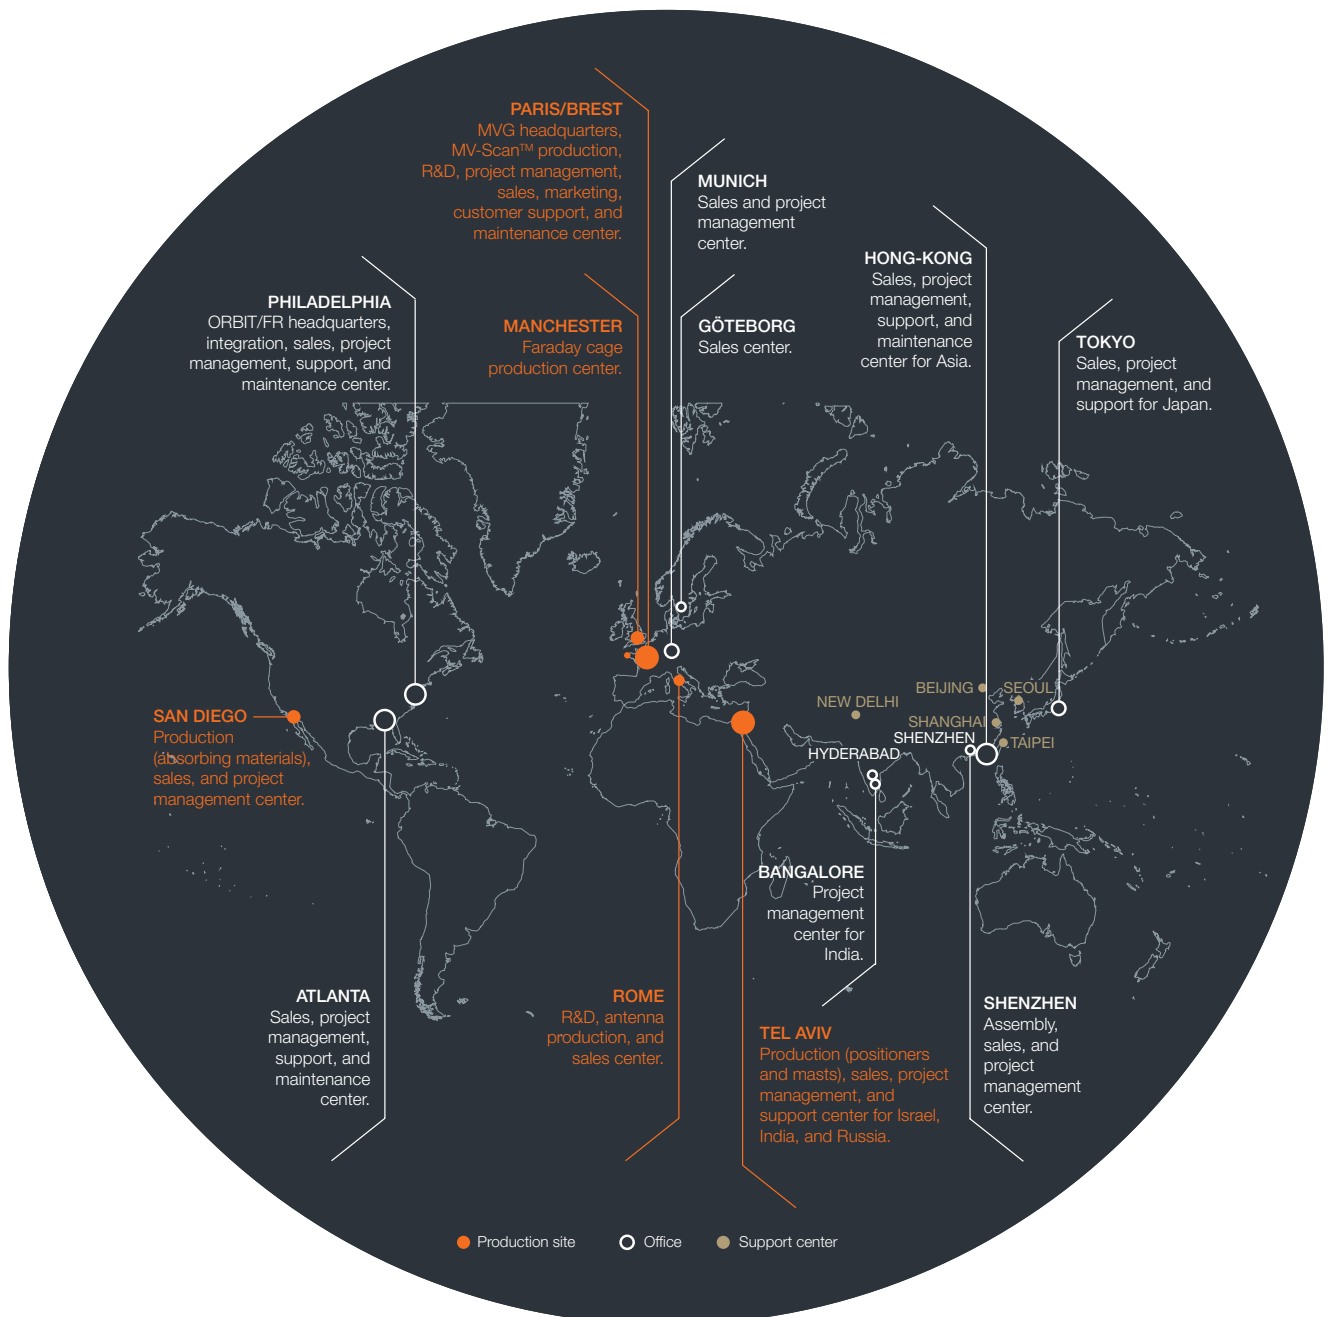 PARIS/BREST
MVG headquarters,
MV-Scan™ production,
R&D, project management,
sales, marketing,
customer support, and
maintenance center.
MUNICH
Sales and project
management
center.
HONG-KONG
Sales, project
management,
support, and
maintenance
center for Asia.
PHILADELPHIA
ORBIT/FR headquarters,
integration, sales, project
management, support, and
maintenance center.
MANCHESTER
Faraday cage
production center.
GÖTEBORG
Sales center.
TOKYO
Sales, project
management, and
support for Japan.
SAN DIEGO
Production
(absorbing materials),
sales, and project
management center.
BEIJING
SEOUL
NEW DELHI
SHANGHAI
SHENZHEN
TAIPEI
HYDERABAD
BANGALORE
Project
management
center for
India.
ATLANTA
Sales, project
management,
support, and
maintenance
center.
ROME
R&D, antenna
production, and
sales center.
TEL AVIV
Production (positioners
and masts), sales, project
management, and
support center for Israel,
India, and Russia.
SHENZHEN
Assembly,
sales, and
project
management
center.
Production site
Office
Support center